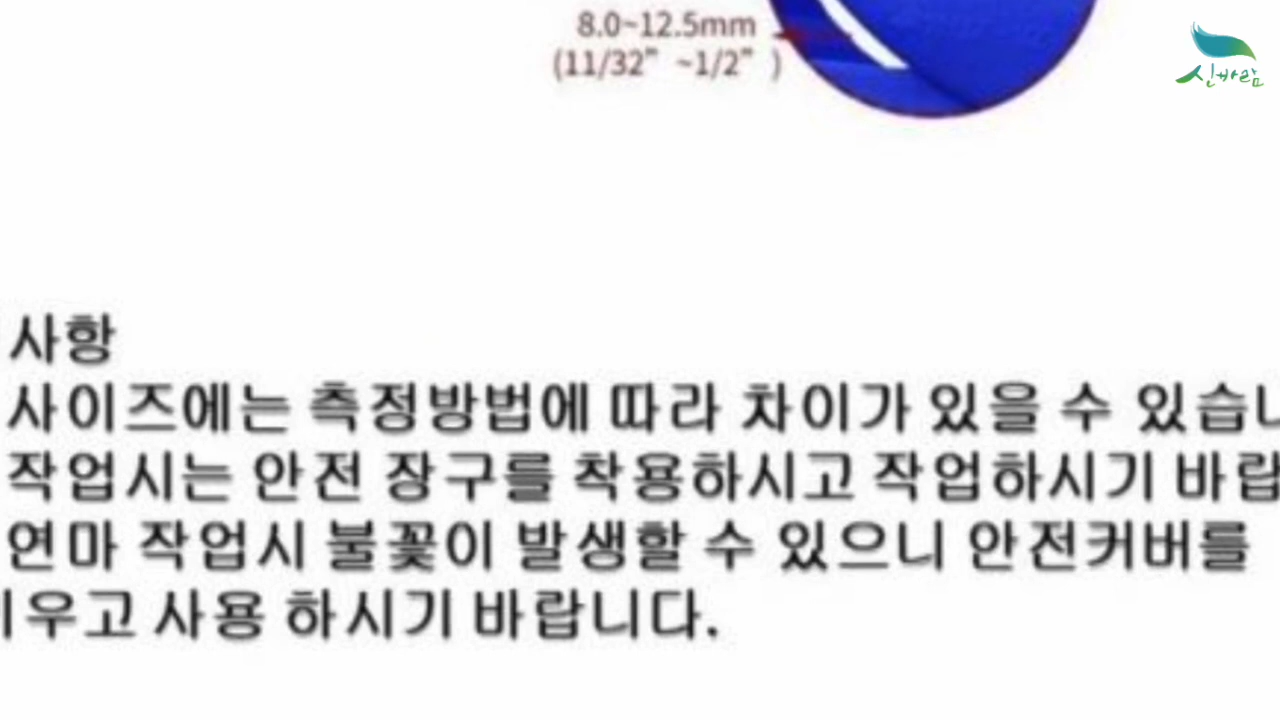 8.0~12.5mm
(11/32” ~1/2” )
신바람
사항
사이즈에는 측정방법에 따라 차이가 있을 수
작업시는 안전 장구를 착용하시고 작업하시기
연마 작업시 불꽃이 발생할 수 있으니 안전커버를
우고 사용 하시기 바랍니다.